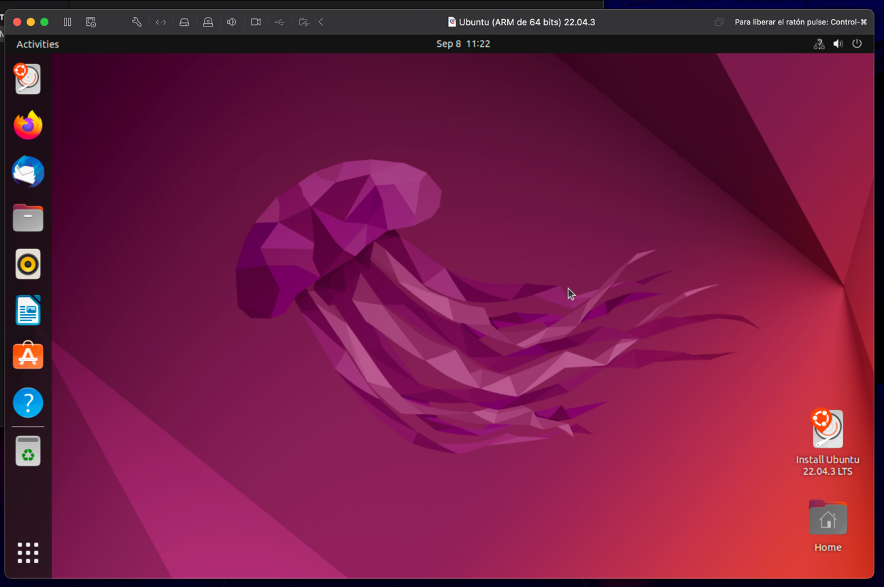 Ubuntu (ARM de 64 bits) 22.04.3
Para liberar el ratón pulse: Control-⌘
Activities
Sep 8 11:22
?
Install Ubuntu
22.04.3 LTS
Home